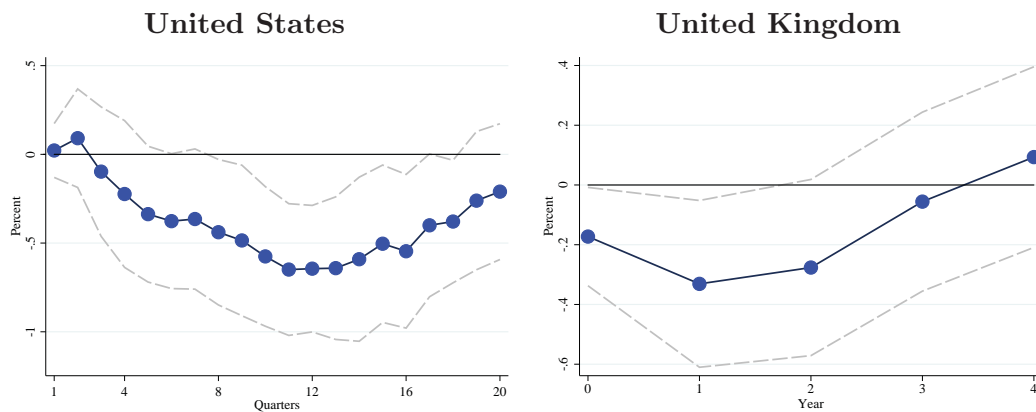 United States
.5
0
-.5
-1
Percent
1 4 8 12 16 20
Quarters
United Kingdom
.4
.2
0
-.2
-.4
-.6
Percent
0 1 2 3 4
Year